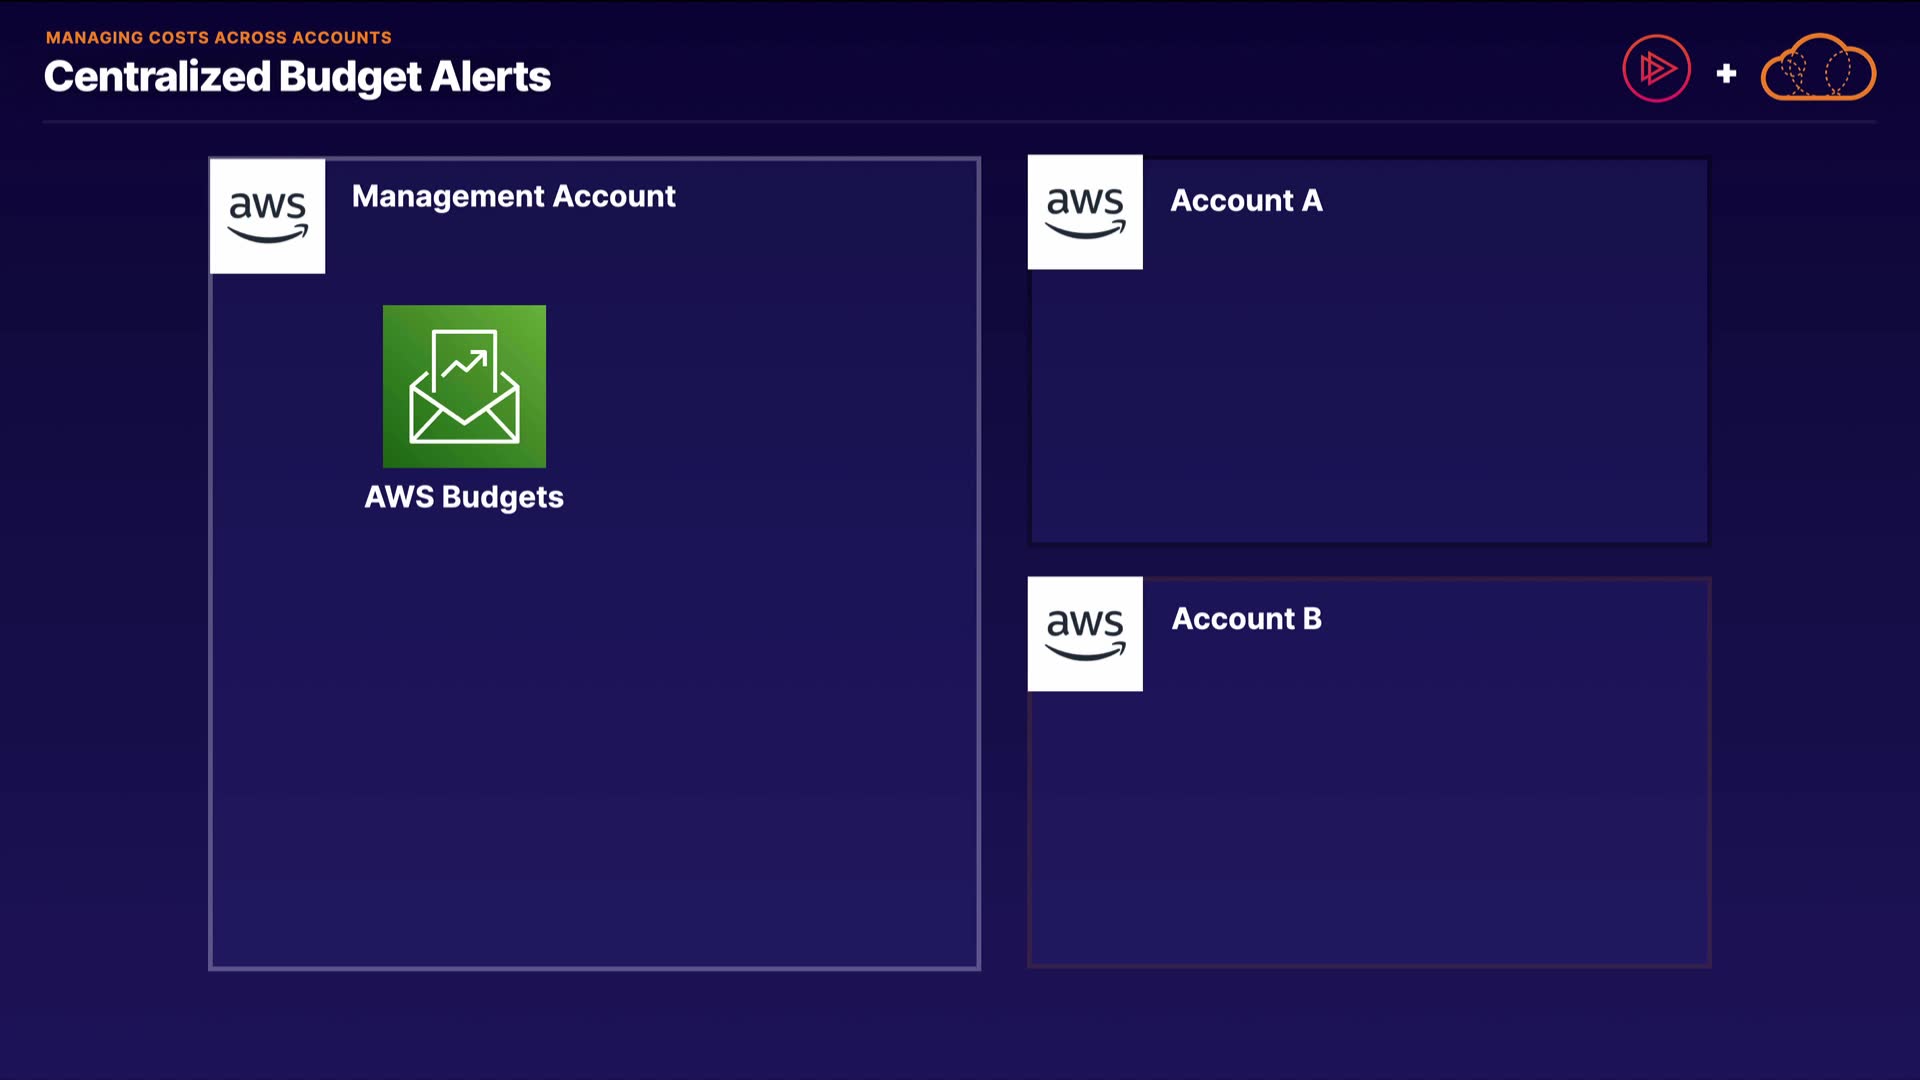 MANAGING COSTS ACROSS ACCOUNTS
Centralized Budget Alerts
+
aws
Management Account
AWS Budgets
aws
Account A
aws
Account B